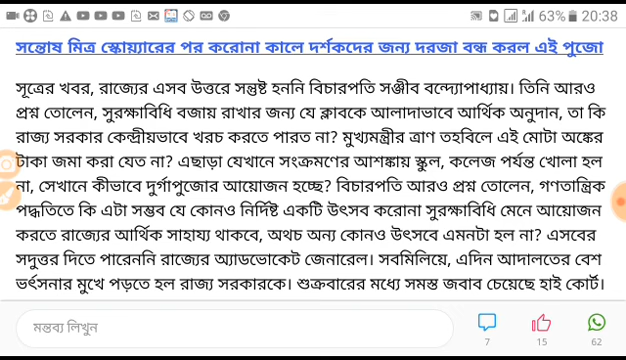 63% 20:38
সন্তোষ মিত্র স্কোয়্যারের পর করোনা কালে দর্শকদের জন্য দরজা বন্ধ করল এই পুজো
সূত্রের খবর, রাজ্যের এসব উত্তরে সন্তুষ্ট হননি বিচারপতি সঞ্জীব বন্দ্যোপাধ্যায়। তিনি আরও
প্রশ্ন তোলেন, সুরক্ষাবিধি বজায় রাখার জন্য যে ক্লাবকে আলাদাভাবে আর্থিক অনুদান, তা কি
রাজ্য সরকার কেন্দ্রীয়ভাবে খরচ করতে পারত না? মুখ্যমন্ত্রীর ত্রাণ তহবিলে এই মোটা অঙ্কের
টাকা জমা করা যেত না? এছাড়া যেখানে সংক্রমণের আশঙ্কায় স্কুল, কলেজ পর্যন্ত খোলা হল
না, সেখানে কীভাবে দুর্গাপুজোর আয়োজন হচ্ছে? বিচারপতি আরও প্রশ্ন তোলেন, গণতান্ত্রিক
পদ্ধতিতে কি এটা সম্ভব যে কোনও নির্দিষ্ট একটি উৎসব করোনা সুরক্ষাবিধি মেনে আয়োজন
করতে রাজ্যের আর্থিক সাহায্য থাকবে, অথচ অন্য কোনও উৎসবে এমনটা হল না? এসবের
সদুত্তর দিতে পারেননি রাজ্যের অ্যাডভোকেট জেনারেল। সবমিলিয়ে, এদিন আদালতের বেশ
ভর্ৎসনার মুখে পড়তে হল রাজ্য সরকারকে। শুক্রবারের মধ্যে সমস্ত জবাব চেয়েছে হাই কোর্ট।
মন্তব্য লিখুন
7 15 62